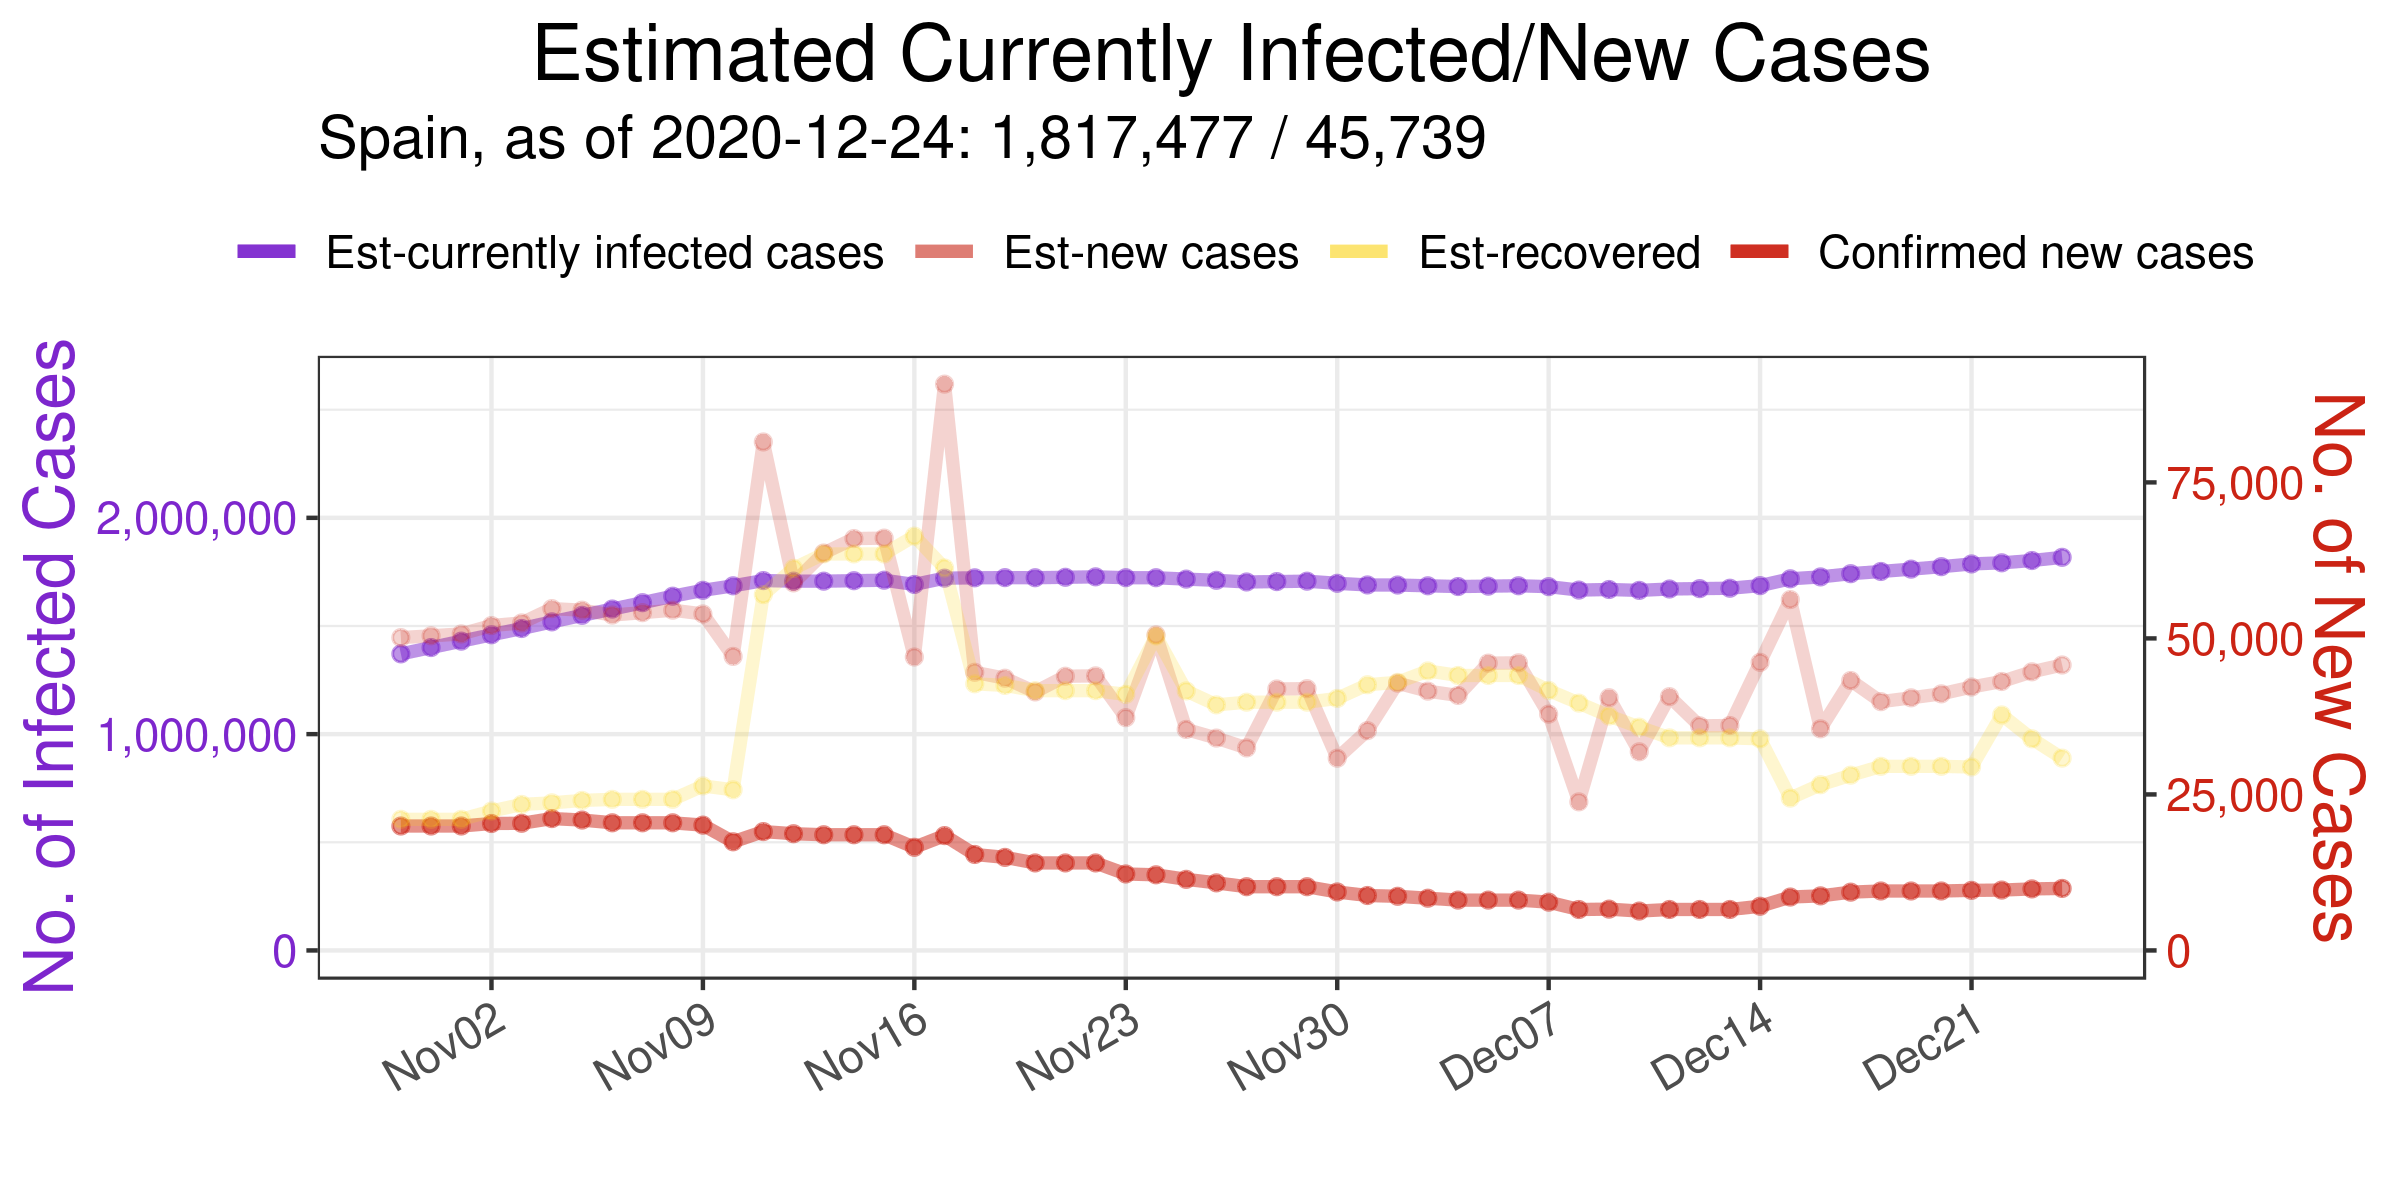 Estimated Currently Infected/New Cases
Spain, as of 2020-12-24: 1,817,477 / 45,739
Est-currently infected cases Est-new cases Est-recovered Confirmed new cases
No. of Infected Cases
2,000,000
1,000,000
0
75,000
50,000
25,000
0
No. of New Cases
Nov02 Nov09 Nov16 Nov23 Nov30 Dec07 Dec14 Dec21